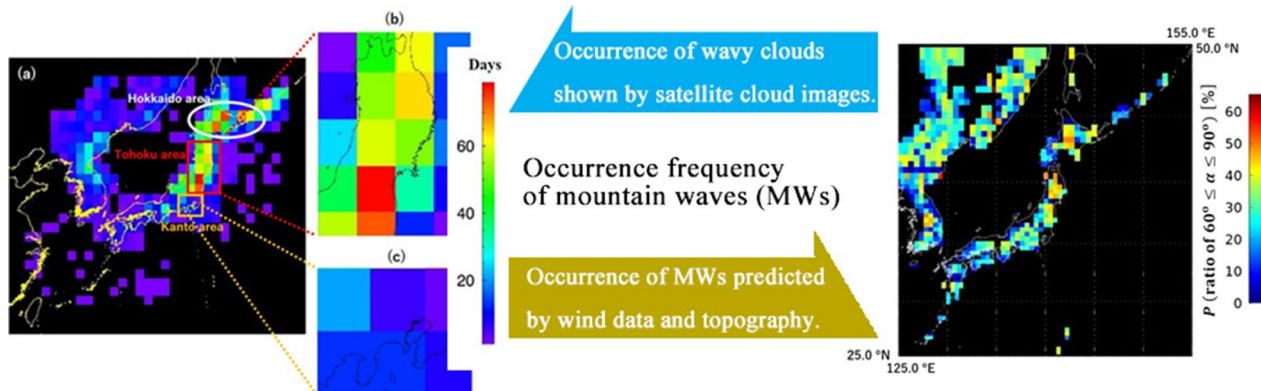 (a)
Hokkaido area
Tohoku area
Kanto area
(b)
(c)
Days
60
40
20
Occurrence of wavy clouds
shown by satellite cloud images.
Occurrence frequency
of mountain waves (MWs)
Occurrence of MWs predicted
by wind data and topography.
155.0 °E
50.0 °N
25.0 °N
125.0 °E
60
50
40
30
20
10
0
P (ratio of 60° ≤ α ≤ 90°) [%]